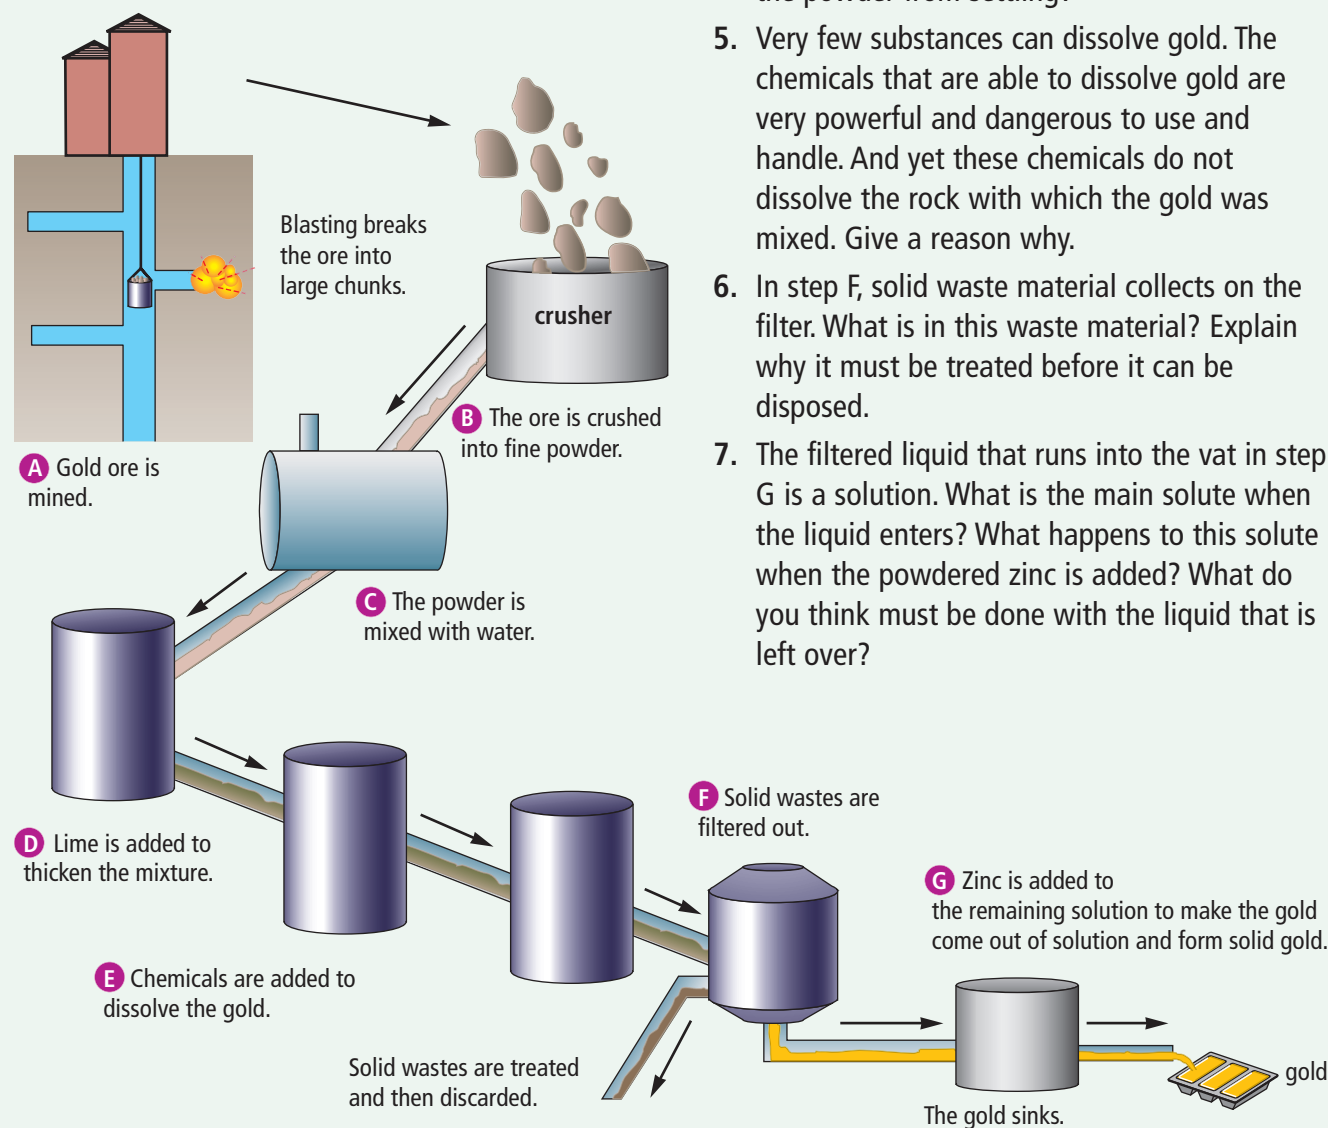 the powder from settling?
5. Very few substances can dissolve gold. The
chemicals that are able to dissolve gold are
very powerful and dangerous to use and
handle. And yet these chemicals do not
dissolve the rock with which the gold was
mixed. Give a reason why.
6. In step F, solid waste material collects on the
filter. What is in this waste material? Explain
why it must be treated before it can be
disposed.
7. The filtered liquid that runs into the vat in step
G is a solution. What is the main solute when
the liquid enters? What happens to this solute
when the powdered zinc is added? What do
you think must be done with the liquid that is
left over?
Blasting breaks
the ore into
large chunks.
crusher
A Gold ore is
mined.
B The ore is crushed
into fine powder.
C The powder is
mixed with water.
D Lime is added to
thicken the mixture.
E Chemicals are added to
dissolve the gold.
F Solid wastes are
filtered out.
Solid wastes are treated
and then discarded.
G Zinc is added to
the remaining solution to make the gold
come out of solution and form solid gold.
The gold sinks.
gold